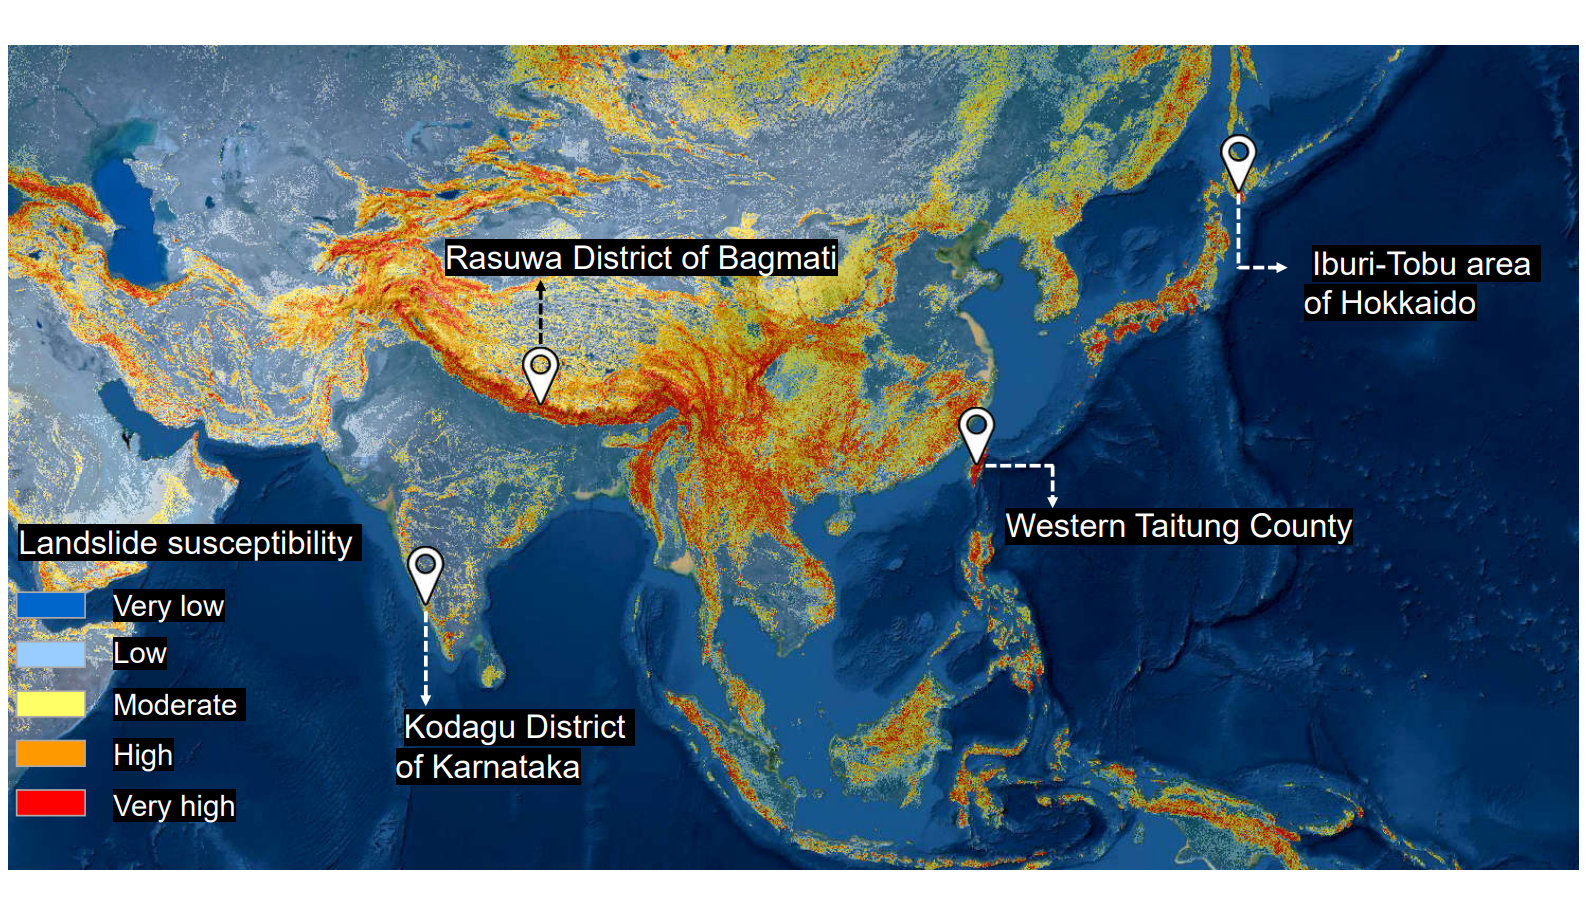 Rasuwa District of Bagmati
Iburi-Tobu area
of Hokkaido
Western Taitung County
Landslide susceptibility
Very low
Low
Moderate
High
Very high
Kodagu District
of Karnataka